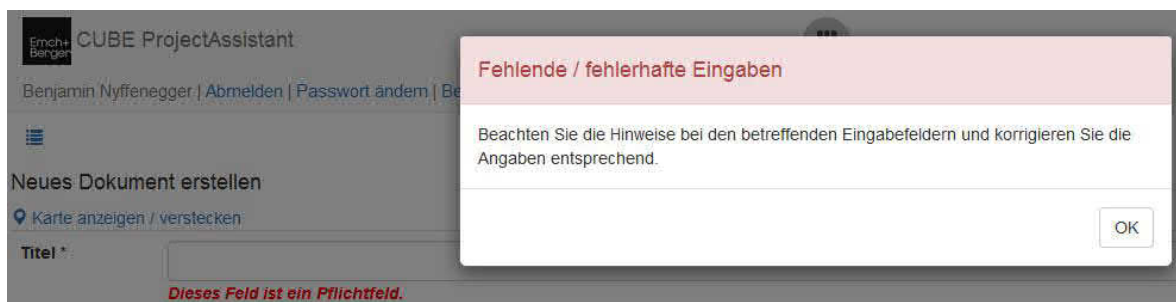 Emch+
Berger
CUBE ProjectAssistant
Benjamin Nyffenegger | Abmelden | Passwort ändern | Be
Neues Dokument erstellen
Karte anzeigen / verstecken
Titel *
Dieses Feld ist ein Pflichtfeld.
Fehlende / fehlerhafte Eingaben
Beachten Sie die Hinweise bei den betreffenden Eingabefeldern und korrigieren Sie die
Angaben entsprechend.
OK